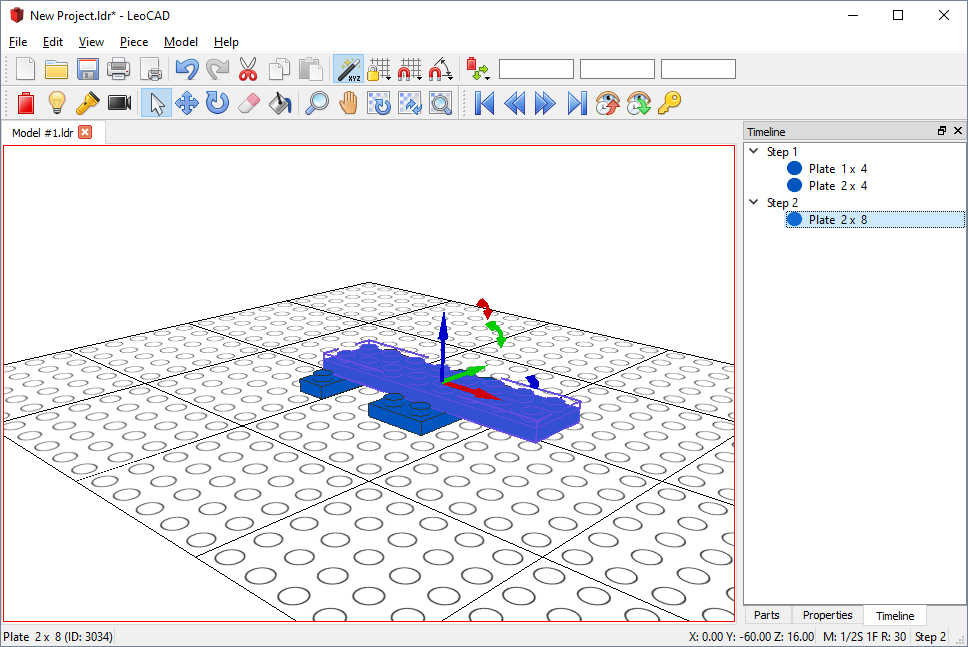 New Project.ldr* - LeoCAD
File Edit View Piece Model Help
XYZ
Model #1.ldr
Timeline
Step 1
Plate 1 x 4
Plate 2 x 4
Step 2
Plate 2 x 8
Parts Properties Timeline
Plate 2 x 8 (ID: 3034) X: 0.00 Y: -60.00 Z: 16.00 M: 1/2S 1F R: 30 Step 2